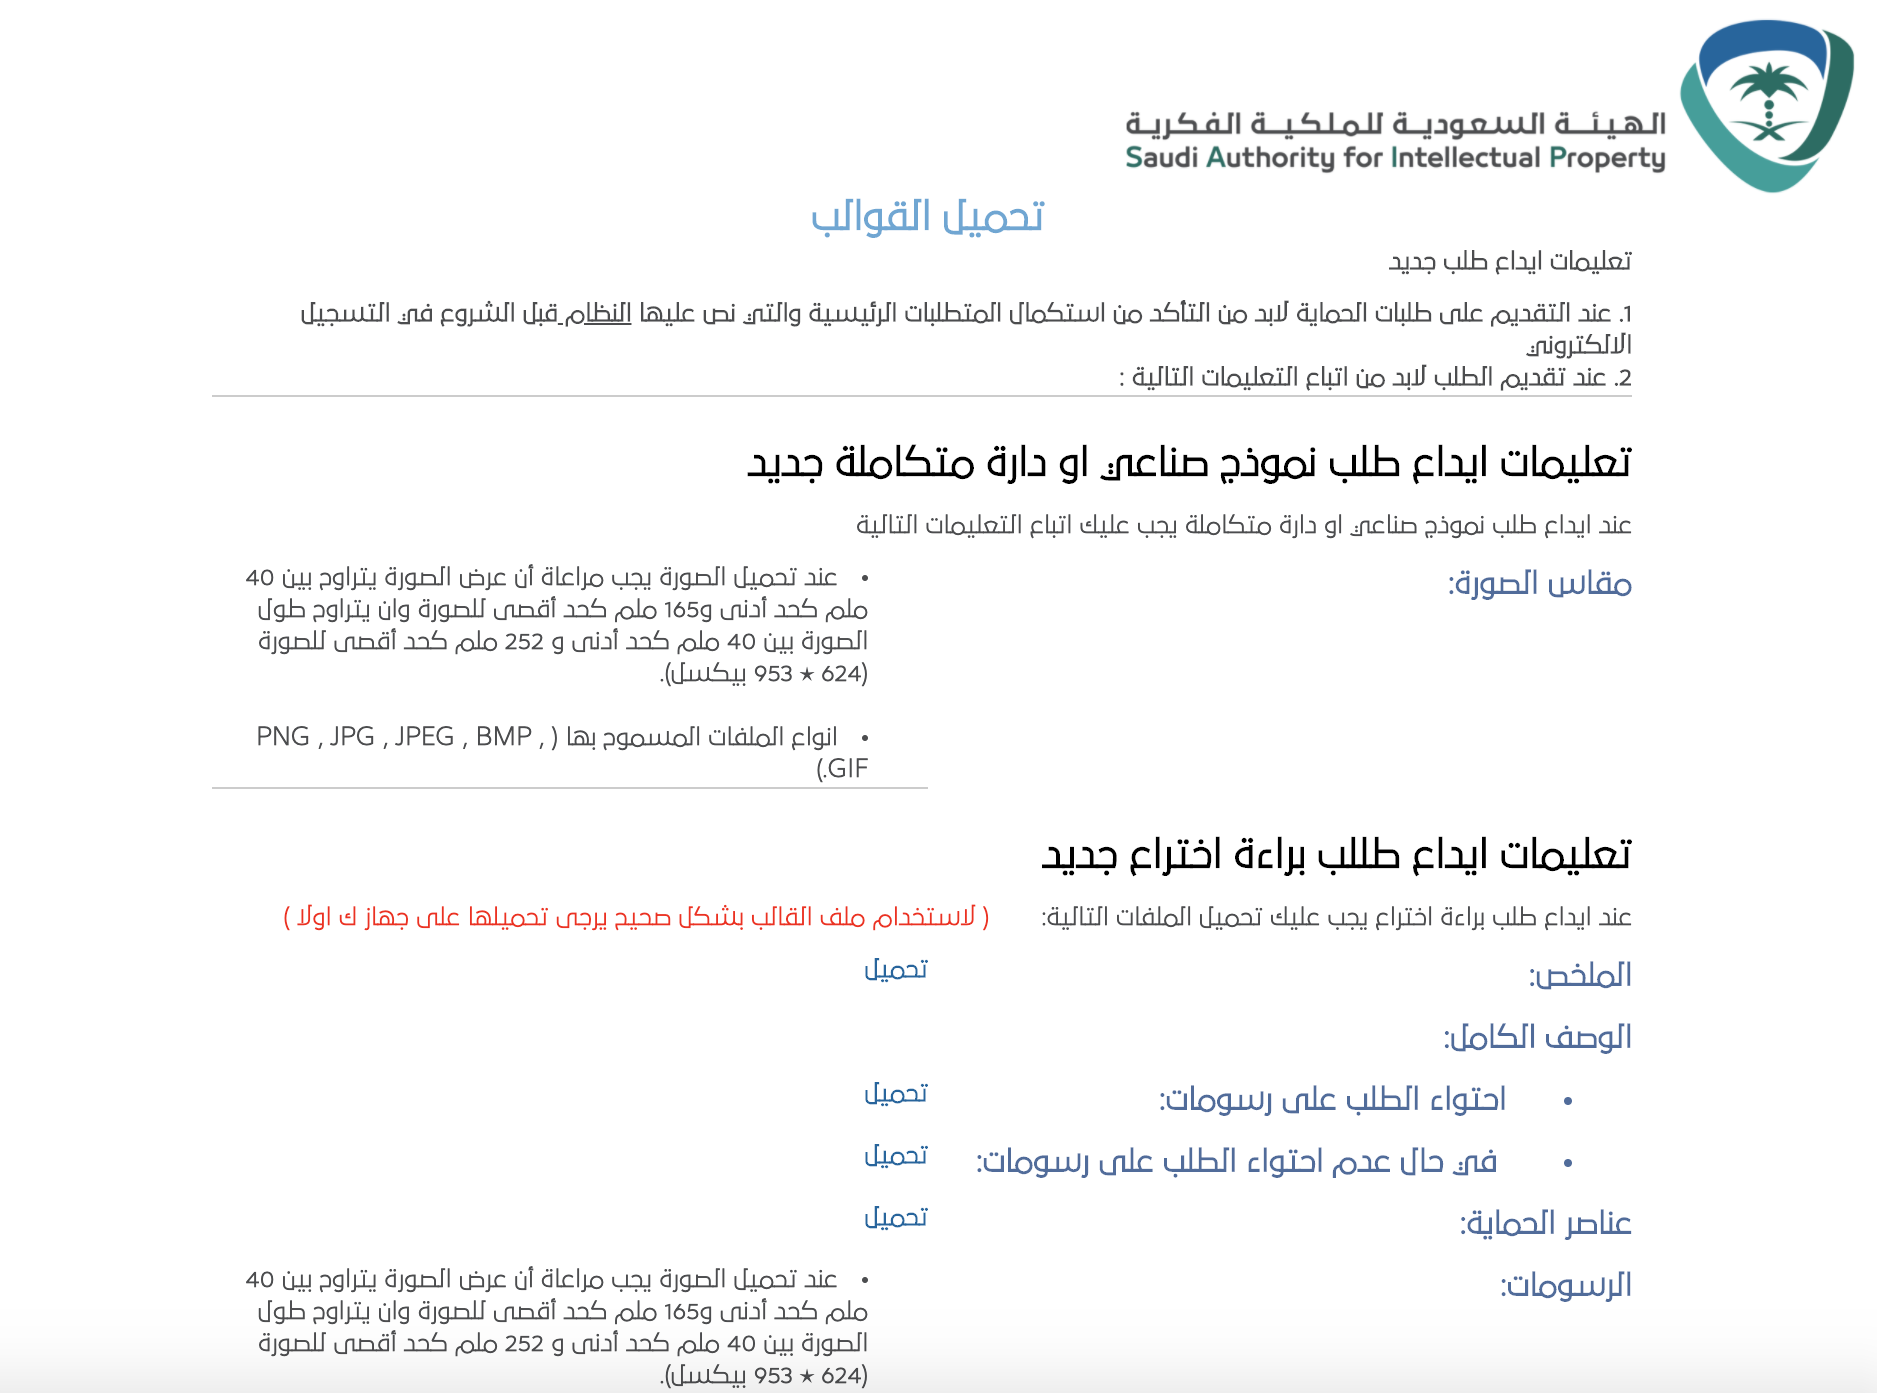 الهيئة السعودية للملكية الفكرية
Saudi Authority for Intellectual Property
تحميل القوالب
تعليمات ايداع طلب جديد
1. عند التقديم على طلبات الحماية لابد من التأكد من استكمال المتطلبات الرئيسية والتي نص عليها النظام قبل الشروع في التسجيل
الالكتروني
2. عند تقديم الطلب لابد من اتباع التعليمات التالية :
تعليمات ايداع طلب نموذج صناعي او دارة متكاملة جديد
عند ايداع طلب نموذج صناعي او دارة متكاملة يجب عليك اتباع التعليمات التالية
مقاس الصورة:
• عند تحميل الصورة يجب مراعاة أن عرض الصورة يتراوح بين 40
ملم كحد أدنى و165 ملم كحد أقصى للصورة وان يتراوح طول
الصورة بين 40 ملم كحد أدنى و 252 ملم كحد أقصى للصورة
(624 * 953 بيكسل).
• انواع الملفات المسموح بها ( PNG , JPG , JPEG , BMP ,
GIF.)
تعليمات ايداع طللب براءة اختراع جديد
عند ايداع طلب براءة اختراع يجب عليك تحميل الملفات التالية: ( لاستخدام ملف القالب بشكل صحيح يرجى تحميلها على جهاز ك اولا )
الملخص: تحميل
الوصف الكامل:
• احتواء الطلب على رسومات: تحميل
• في حال عدم احتواء الطلب على رسومات: تحميل
عناصر الحماية: تحميل
الرسومات:
• عند تحميل الصورة يجب مراعاة أن عرض الصورة يتراوح بين 40
ملم كحد أدنى و165 ملم كحد أقصى للصورة وان يتراوح طول
الصورة بين 40 ملم كحد أدنى و 252 ملم كحد أقصى للصورة
(624 * 953 بيكسل).